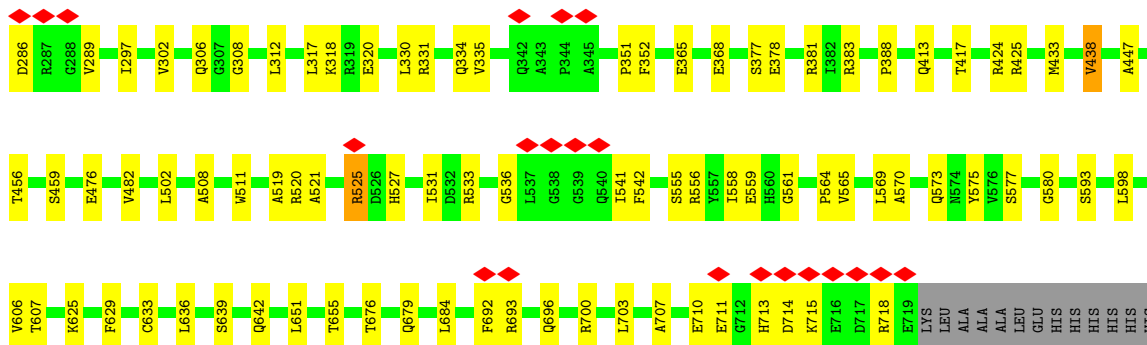 D286 R287 G288 V289 I297 V302 Q306 G307 G308 L312 L317 K318 R319 E320 L330 R331 Q334 V335 Q342 A343 P344 A345 P351 F352 E365 E368 S377 E378 R381 I382 R383 P388 Q413 T417 R424 R425 M433 V438 A447
T456 S459 E476 V482 L502 A508 W511 A519 R520 A521 R525 D526 H527 I531 D532 R533 G536 L537 G538 G539 Q540 I541 F542 S555 R556 Y557 I558 E559 H560 G561 P564 V565 L569 A570 Q573 N574 Y575 V576 S577 G580 S593 L598
V606 T607 K625 F629 C633 L636 S639 Q642 L651 T655 T676 Q679 L684 F692 R693 Q696 R700 L703 A707 E710 E711 G712 H713 D714 K715 E716 D717 R718 E719 LYS LEU ALA ALA ALA LEU GLU HIS HIS HIS HIS HIS